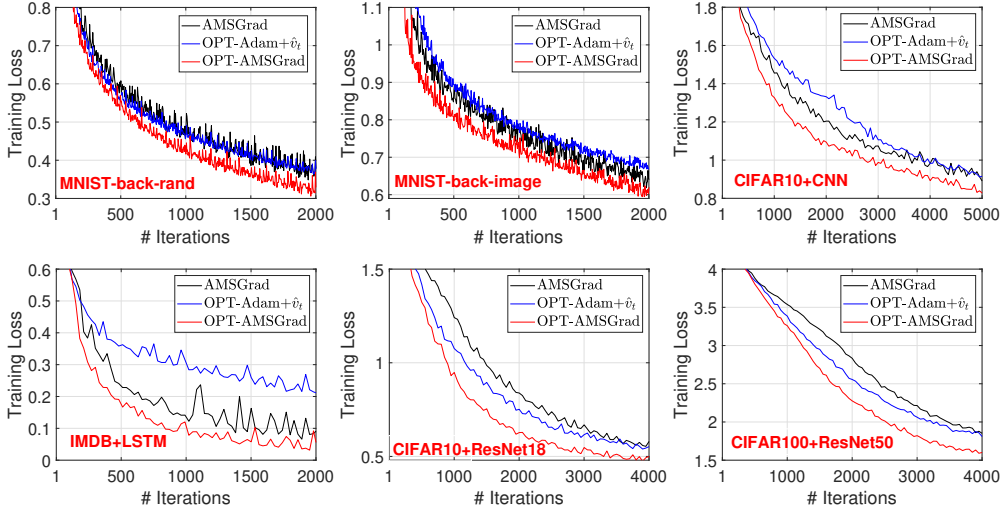 Training Loss
0.8
0.7
0.6
0.5
0.4
0.3
1 500 1000 1500 2000
# Iterations
AMSGrad
OPT-Adam+v̂ₜ
OPT-AMSGrad
MNIST-back-rand
Training Loss
1.1
1
0.9
0.8
0.7
0.6
1 500 1000 1500 2000
# Iterations
AMSGrad
OPT-Adam+v̂ₜ
OPT-AMSGrad
MNIST-back-image
Training Loss
1.8
1.6
1.4
1.2
1
0.8
1 1000 2000 3000 4000 5000
# Iterations
AMSGrad
OPT-Adam+v̂ₜ
OPT-AMSGrad
CIFAR10+CNN
Training Loss
0.6
0.5
0.4
0.3
0.2
0.1
0
1 500 1000 1500 2000
# Iterations
AMSGrad
OPT-Adam+v̂ₜ
OPT-AMSGrad
IMDB+LSTM
Training Loss
1.5
1
0.5
1 1000 2000 3000 4000
# Iterations
AMSGrad
OPT-Adam+v̂ₜ
OPT-AMSGrad
CIFAR10+ResNet18
Training Loss
4
3.5
3
2.5
2
1.5
1 1000 2000 3000 4000
# Iterations
AMSGrad
OPT-Adam+v̂ₜ
OPT-AMSGrad
CIFAR100+ResNet50